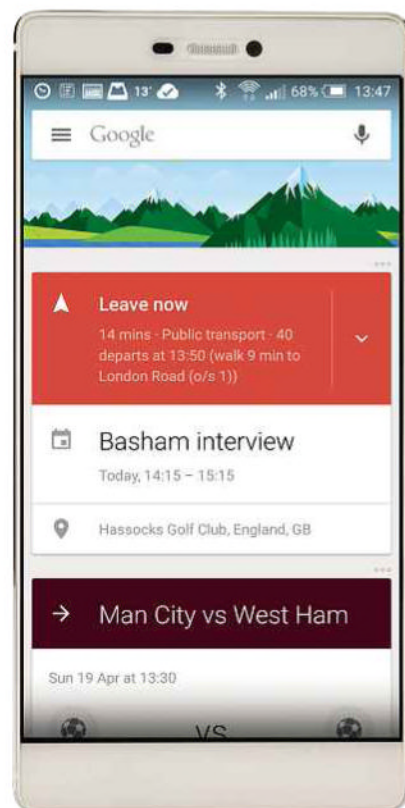 13° 68% 13:47
Google
Leave now
14 mins · Public transport · 40
departs at 13:50 (walk 9 min to
London Road (o/s 1))
Basham interview
Today, 14:15 – 15:15
Hassocks Golf Club, England, GB
Man City vs West Ham
Sun 19 Apr at 13:30
VS